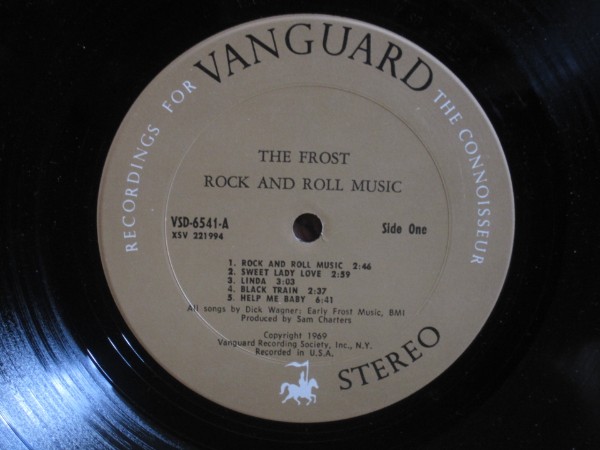 RECORDINGS FOR VANGUARD THE CONNOISSEUR
THE FROST
ROCK AND ROLL MUSIC
VSD-6541-A
XSV 221994
Side One
1. ROCK AND ROLL MUSIC 2:46
2. SWEET LADY LOVE 2:59
3. LINDA 3:03
4. BLACK TRAIN 2:37
5. HELP ME BABY 6:41
All songs by Dick Wagner; Early Frost Music, BMI
Produced by Sam Charters
Copyright 1969
Vanguard Recording Society, Inc., N.Y.
Recorded in U.S.A.
STEREO